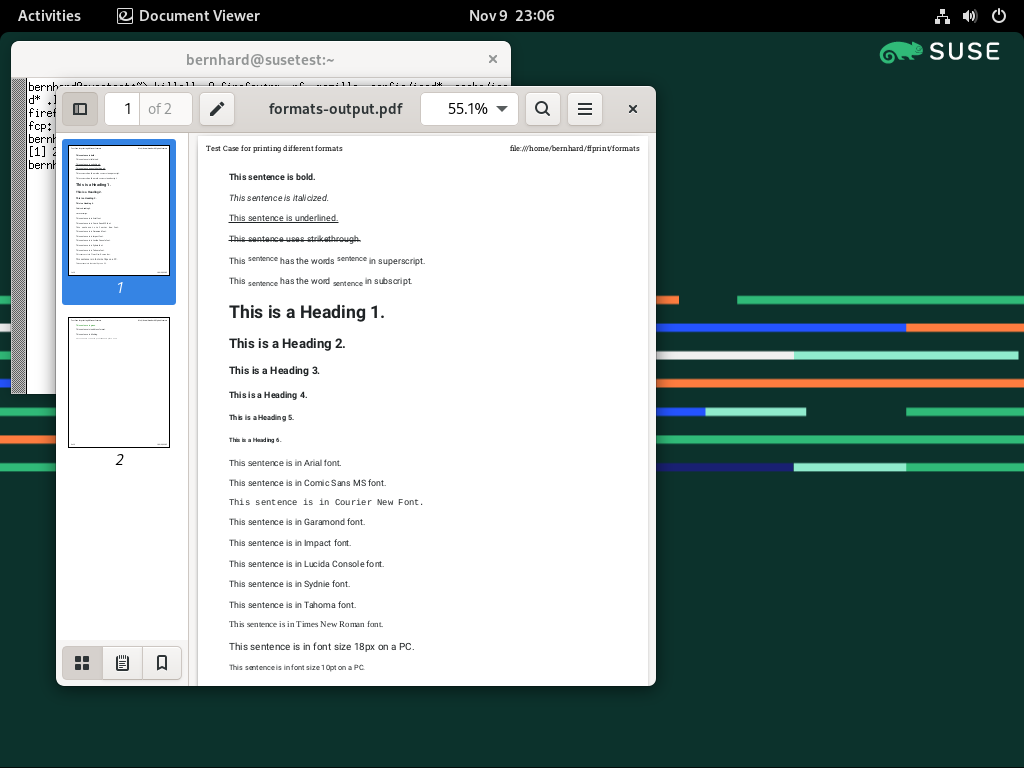 Activities
Document Viewer
Nov 9 23:06
SUSE
bernhard@susetest:~
d*
firef
fcp:
bern
[1] 2
bernh
1 of 2
formats-output.pdf
55.1%
1
2
Test Case for printing different formats
file:///home/bernhard/ffprint/formats
This sentence is bold.
This sentence is italicized.
This sentence is underlined.
This sentence uses strikethrough.
This sentence has the words sentence in superscript.
This sentence has the word sentence in subscript.
This is a Heading 1.
This is a Heading 2.
This is a Heading 3.
This is a Heading 4.
This is a Heading 5.
This is a Heading 6.
This sentence is in Arial font.
This sentence is in Comic Sans MS font.
This sentence is in Courier New Font.
This sentence is in Garamond font.
This sentence is in Impact font.
This sentence is in Lucida Console font.
This sentence is in Sydnie font.
This sentence is in Tahoma font.
This sentence is in Times New Roman font.
This sentence is in font size 18px on a PC.
This sentence is in font size 10pt on a PC.